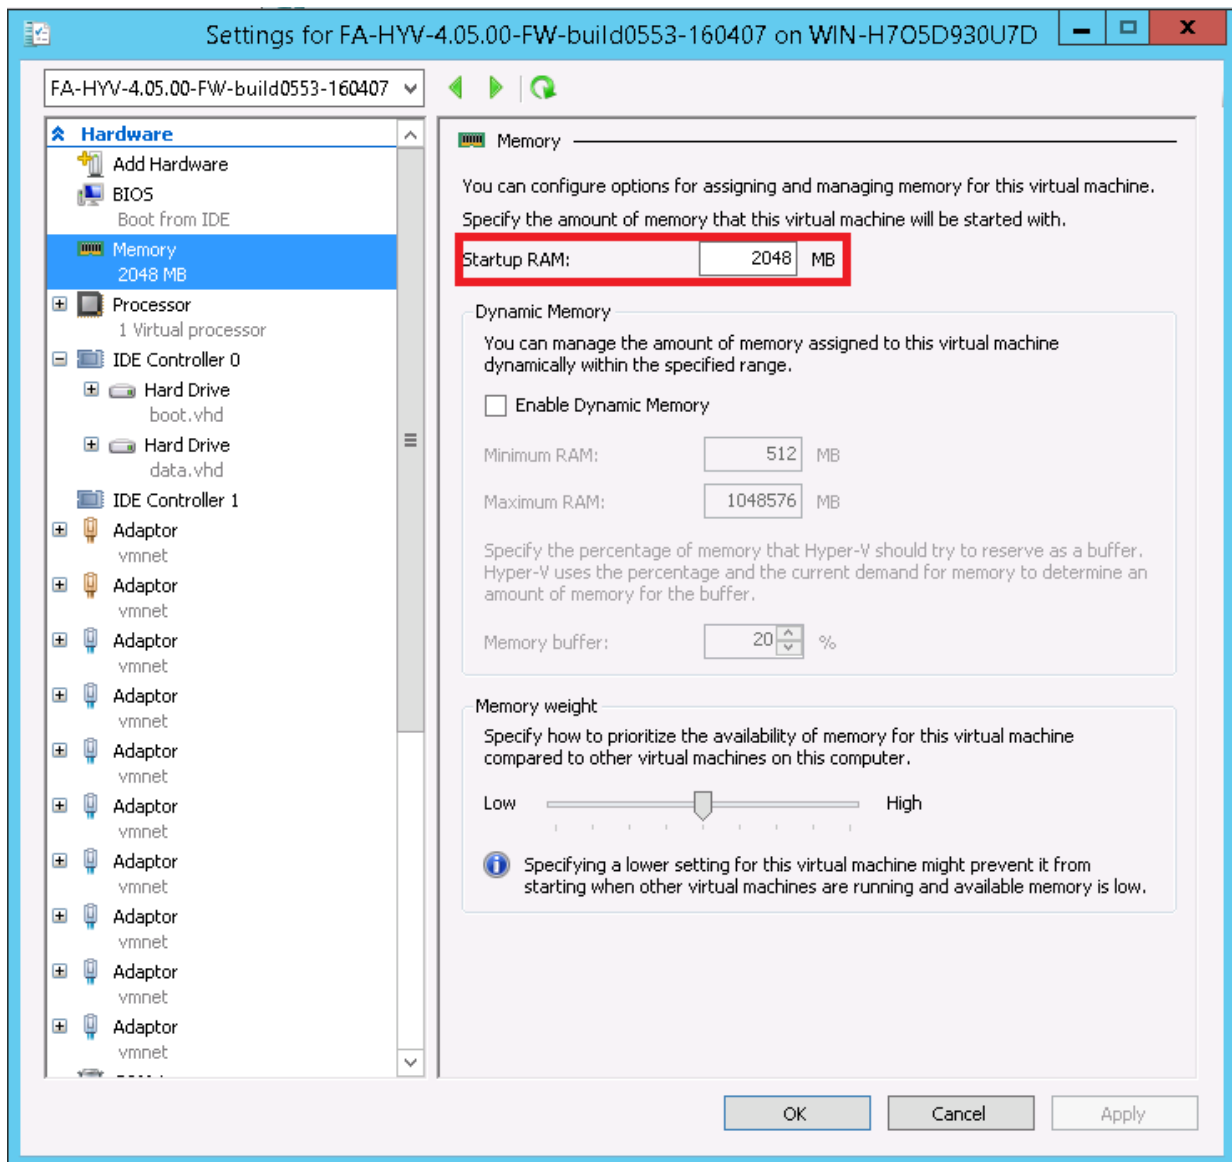 Settings for FA-HYV-4.05.00-FW-build0553-160407 on WIN-H7O5D930U7D
FA-HYV-4.05.00-FW-build0553-160407
Hardware
Add Hardware
BIOS
Boot from IDE
Memory
2048 MB
Processor
1 Virtual processor
IDE Controller 0
Hard Drive
boot.vhd
Hard Drive
data.vhd
IDE Controller 1
Adaptor
vmnet
Adaptor
vmnet
Adaptor
vmnet
Adaptor
vmnet
Adaptor
vmnet
Adaptor
vmnet
Adaptor
vmnet
Adaptor
vmnet
Adaptor
vmnet
Adaptor
vmnet
Memory
You can configure options for assigning and managing memory for this virtual machine.
Specify the amount of memory that this virtual machine will be started with.
Startup RAM: 2048 MB
Dynamic Memory
You can manage the amount of memory assigned to this virtual machine
dynamically within the specified range.
Enable Dynamic Memory
Minimum RAM: 512 MB
Maximum RAM: 1048576 MB
Specify the percentage of memory that Hyper-V should try to reserve as a buffer.
Hyper-V uses the percentage and the current demand for memory to determine an
amount of memory for the buffer.
Memory buffer: 20 %
Memory weight
Specify how to prioritize the availability of memory for this virtual machine
compared to other virtual machines on this computer.
Low High
Specifying a lower setting for this virtual machine might prevent it from
starting when other virtual machines are running and available memory is low.
OK Cancel Apply